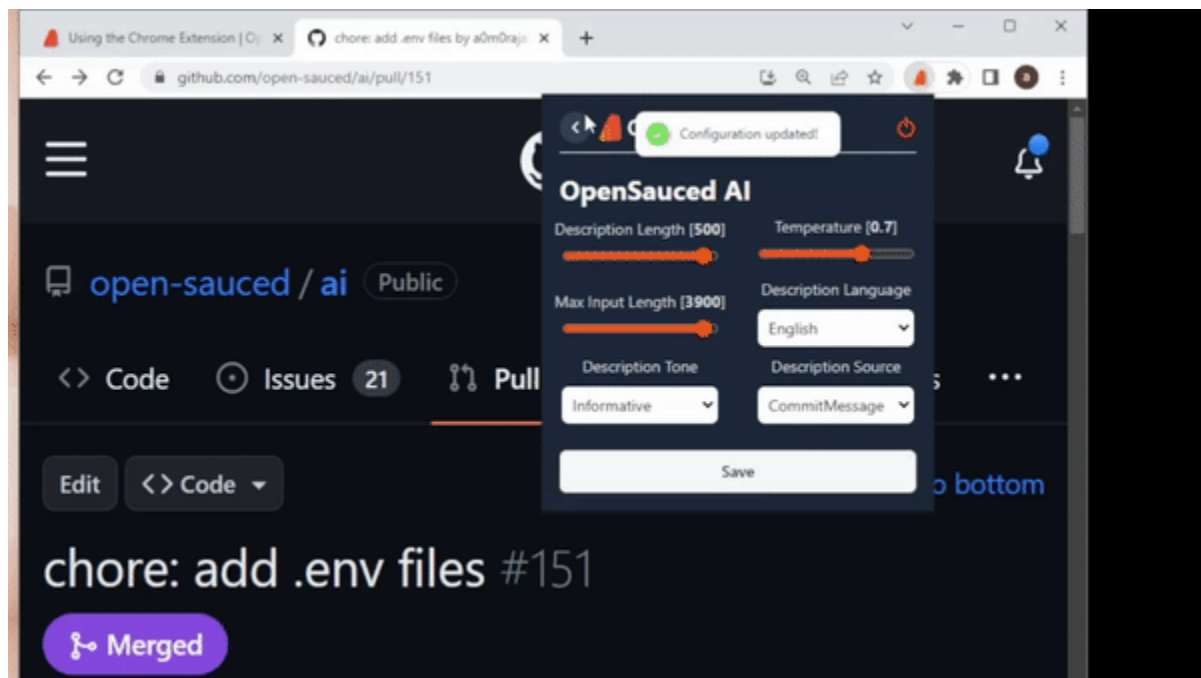 Using the Chrome Extension | O
chore: add .env files by a0m0raj
github.com/open-sauced/ai/pull/151
a
Configuration updated!
OpenSauced AI
Description Length [500]
Temperature [0.7]
Max Input Length [3900]
Description Language
English
Description Tone
Description Source
Informative
CommitMessage
Save
open-sauced / ai Public
Code
Issues 21
Pull
Edit
Code
bottom
chore: add .env files #151
Merged